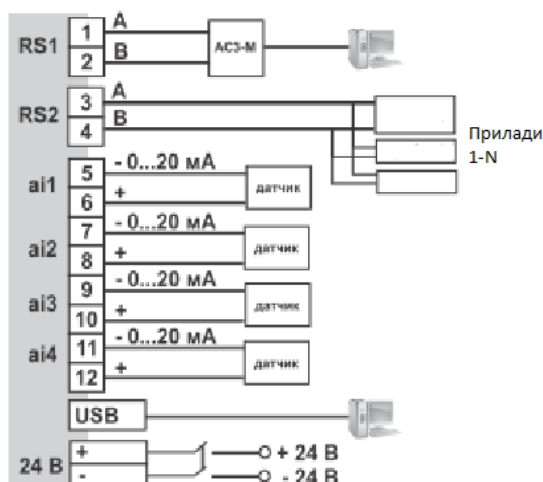 RS1 1 A
2 B
АС3-М
RS2 3 A
4 B
Прилади
1-N
ai1 5 - 0...20 мА
6 +
датчик
ai2 7 - 0...20 мА
8 +
датчик
ai3 9 - 0...20 мА
10 +
датчик
ai4 11 - 0...20 мА
12 +
датчик
USB
24 В + + 24 В
- - 24 В